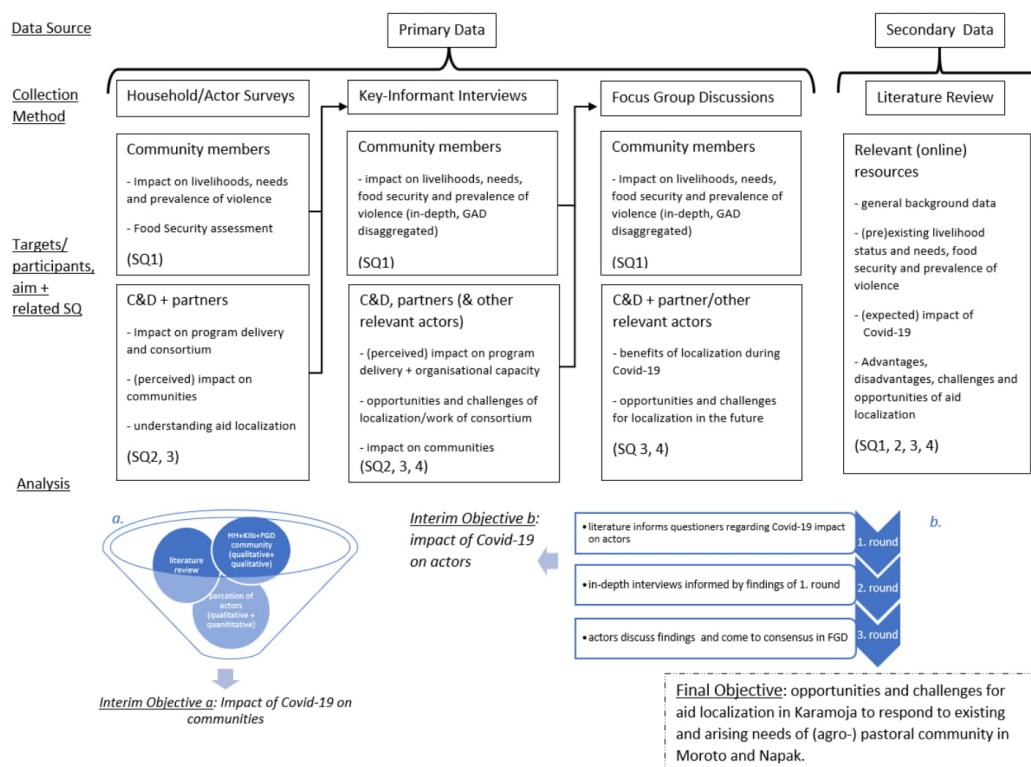 Data Source
Primary Data
Secondary Data
Collection
Method
Household/Actor Surveys
Key-Informant Interviews
Focus Group Discussions
Literature Review
Targets/
participants,
aim +
related SQ
Community members
- Impact on livelihoods, needs
and prevalence of violence
- Food Security assessment
(SQ1)
Community members
- impact on livelihoods, needs,
food security and prevalence of
violence (in-depth, GAD
disaggregated)
(SQ1)
Community members
- Impact on livelihoods, needs,
food security and prevalence of
violence (in-depth, GAD
disaggregated)
(SQ1)
Relevant (online)
resources
- general background data
- (pre)existing livelihood
status and needs, food
security and prevalence of
violence
- (expected) impact of
Covid-19
- Advantages,
disadvantages, challenges and
opportunities of aid
localization
(SQ1, 2, 3, 4)
C&D + partners
- Impact on program delivery
and consortium
- (perceived) impact on
communities
- understanding aid localization
(SQ2, 3)
C&D, partners (& other
relevant actors)
- (perceived) impact on program
delivery + organisational capacity
- opportunities and challenges of
localization/work of consortium
- impact on communities
(SQ2, 3, 4)
C&D + partner/other
relevant actors
- benefits of localization during
Covid-19
- opportunities and challenges
for localization in the future
(SQ 3, 4)
Analysis
a.
literature
review
HH+KIIs+FGD
community
(qualitative+
qualitative)
percetion of
actors
(qualitative +
quanititative)
Interim Objective a: Impact of Covid-19 on
communities
Interim Objective b:
impact of Covid-19
on actors
b.
•literature informs questioners regarding Covid-19 impact
on actors
1. round
•in-depth interviews informed by findings of 1. round
2. round
•actors discuss findings and come to consensus in FGD
3. round
Final Objective: opportunities and challenges for
aid localization in Karamoja to respond to existing
and arising needs of (agro-) pastoral community in
Moroto and Napak.